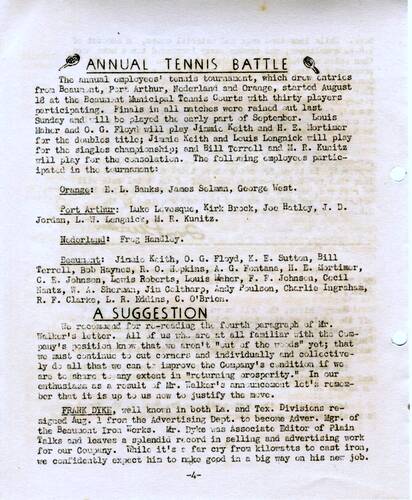 ANNUAL TENNIS BATTLE
The annual employees' tennis tournament, which drew entries
from Beaumont, Port Arthur, Nederland and Orange, started August
18 at the Beaumont Municipal Tennis Courts with thirty players
participating. Finals in all matches were rained out last
Sunday and will be played the early part of September. Louis
Maher and O. G. Floyd will play Jimmie Keith and H. E. Mortimer
for the doubles title; Jimmie Keith and Louis Longnick will play
for the singles championship; and Bill Terrell and M. R. Kunitz
will play for the consolation. The following employees partic-
ipated in the tournament:
Orange: E. L. Banks, James Selman, George West.
Port Arthur: Luke Levesque, Kirk Brock, Joe Hatley, J. D.
Jordan, L. W. Longnick, M. R. Kunitz.
Nederland: Frog Handley.
Beaumont: Jimmie Keith, O. G. Floyd, K. E. Sutton, Bill
Terrell, Bob Haynes, R. O. Hopkins, A. G. Fontana, H. E. Mortimer,
C. E. Johnson, Lewis Roberts, Louis Maher, F. F. Johnson, Cecil
Nantz, W. A. Sherman, Jim Colthorp, Andy Poulson, Charlie Ingraham,
R. F. Clarke, L. R. Eddins, C. O'Brien.
A SUGGESTION
We recommend for re-reading the fourth paragraph of Mr.
Walker's letter. All of us who are at all familiar with the Com-
pany's position know that we aren't "out of the woods" yet; that
we must continue to cut corners and individually and collective-
ly do all that we can to improve the Company's condition if we
are to share to any extent in "returning prosperity." In our
enthusiasm as a result of Mr. Walker's announcement let's remem-
ber that it is up to us now to justify the move.
FRANK DYKE, well known in both La. and Tex. Divisions re-
signed Aug. 1 from the Advertising Dept. to become Adver. Mgr. of
the Beaumont Iron Works. Mr. Dyke was Associate Editor of Plain
Talks and leaves a splendid record in selling and advertising work
for our Company. While it's a far cry from kilowatts to cast iron,
we confidently expect him to make good in a big way on his new job.
-4-